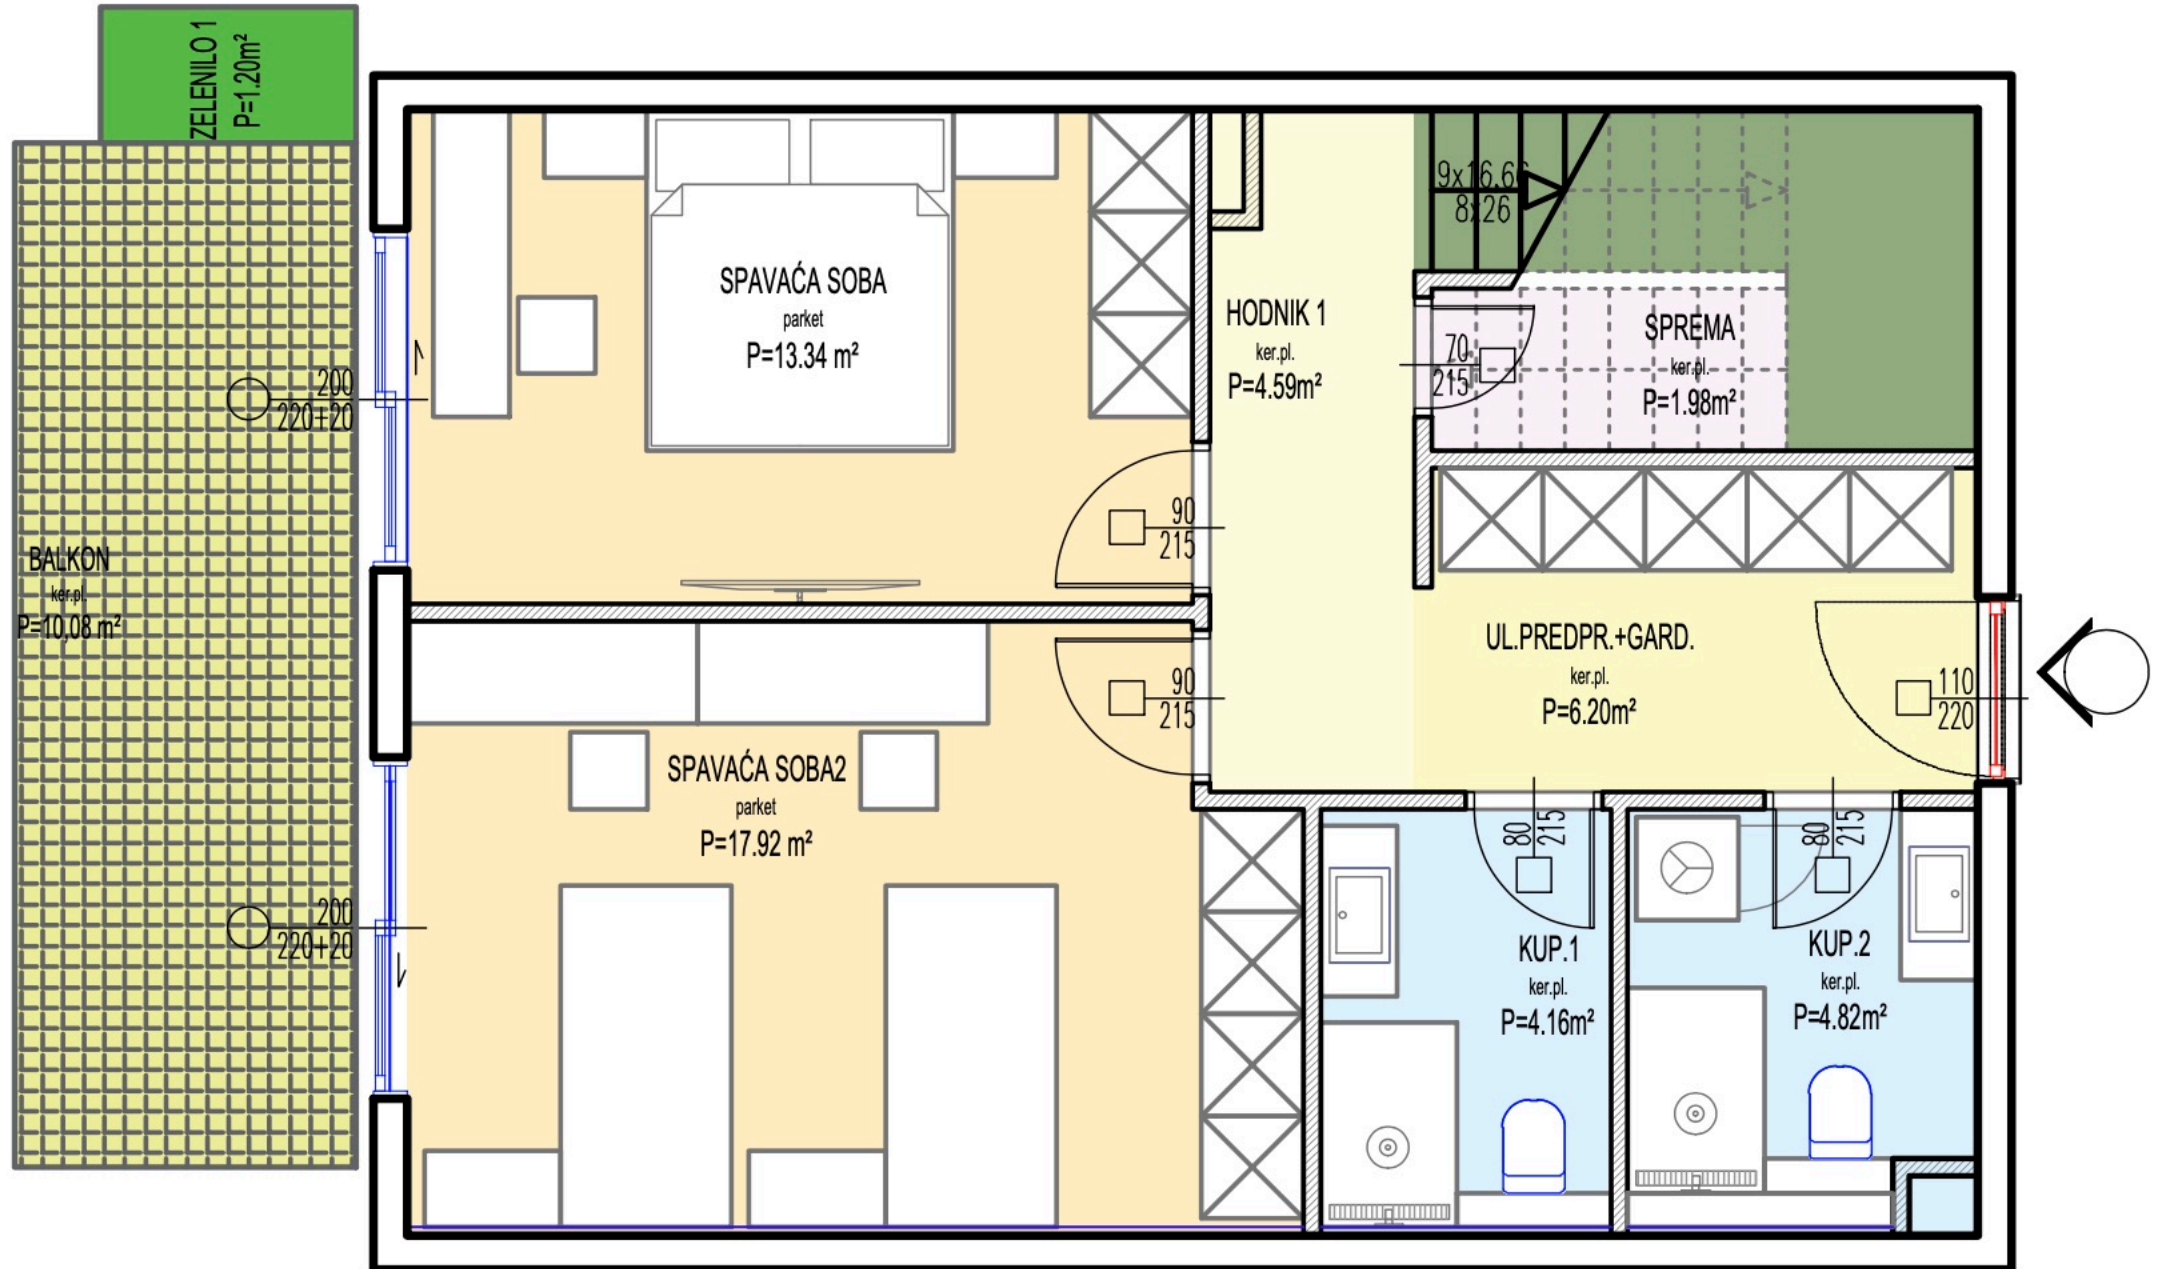 ZELENILO 1
P=1.20m²
BALKON
ker.pl.
P=10,08 m²
200
220+20
200
220+20
SPAVAĆA SOBA
parket
P=13.34 m²
90
215
SPAVAĆA SOBA2
parket
P=17.92 m²
90
215
HODNIK 1
ker.pl.
P=4.59m²
9x16,66
8x26
70
215
SPREMA
ker.pl.
P=1.98m²
UL.PREDPR.+GARD.
ker.pl.
P=6.20m²
110
220
80
215
KUP.1
ker.pl.
P=4.16m²
80
215
KUP.2
ker.pl.
P=4.82m²